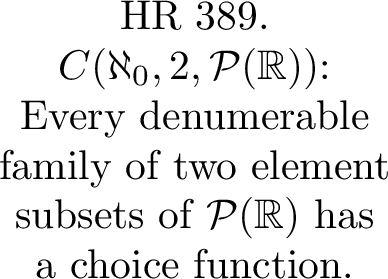 HR 389.
$C(\aleph_0, 2, \mathcal{P}(\mathbb{R}))$:
Every denumerable
family of two element
subsets of $\mathcal{P}(\mathbb{R})$ has
a choice function.